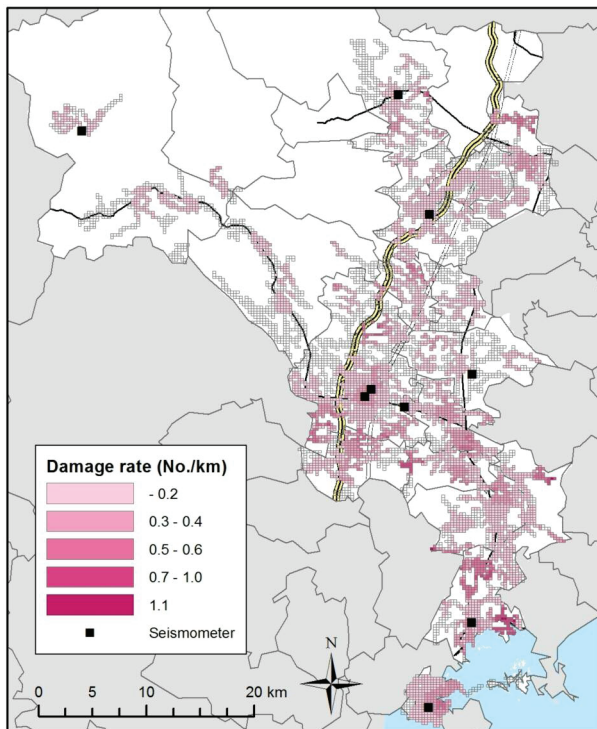 Damage rate (No./km)
- 0.2
0.3 - 0.4
0.5 - 0.6
0.7 - 1.0
1.1
Seismometer
N
0 5 10 20 km